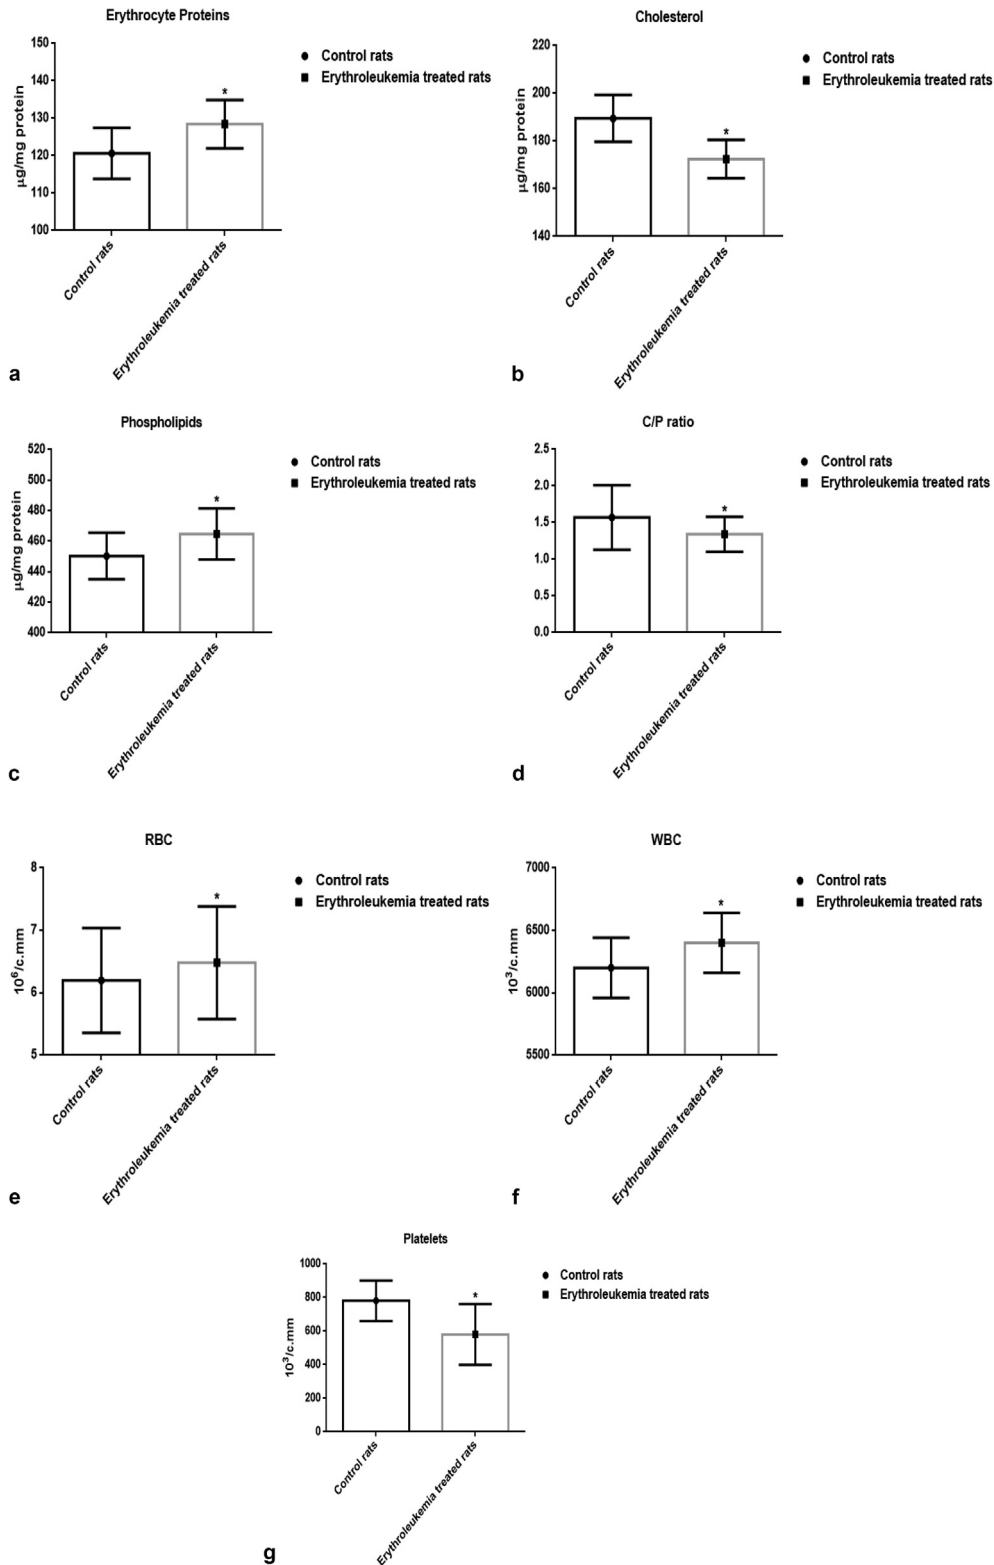 Erythrocyte Proteins
150
140
130
120
110
100
µg/mg protein
*
Control rats
Erythroleukemia treated rats
Control rats
Erythroleukemia treated rats
a
Cholesterol
220
200
180
160
140
µg/mg protein
*
Control rats
Erythroleukemia treated rats
Control rats
Erythroleukemia treated rats
b
Phospholipids
520
500
480
460
440
420
400
µg/mg protein
*
Control rats
Erythroleukemia treated rats
Control rats
Erythroleukemia treated rats
c
C/P ratio
2.5
2.0
1.5
1.0
0.5
0.0
*
Control rats
Erythroleukemia treated rats
Control rats
Erythroleukemia treated rats
d
RBC
8
7
6
5
10⁶/c.mm
*
Control rats
Erythroleukemia treated rats
Control rats
Erythroleukemia treated rats
e
WBC
7000
6500
6000
5500
10³/c.mm
*
Control rats
Erythroleukemia treated rats
Control rats
Erythroleukemia treated rats
f
Platelets
1000
800
600
400
200
0
10³/c.mm
*
Control rats
Erythroleukemia treated rats
Control rats
Erythroleukemia treated rats
g